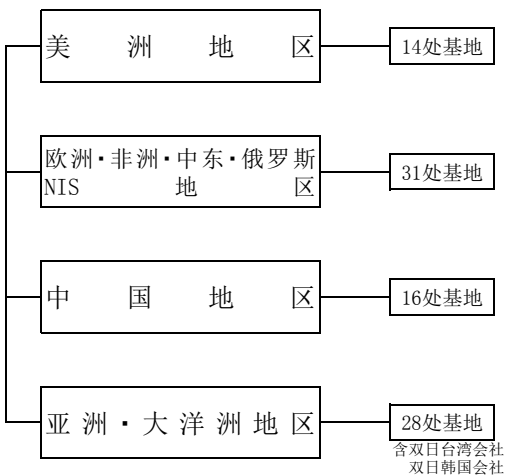 美洲地区
14处基地
欧洲·非洲·中东·俄罗斯
NIS 地区
31处基地
中国地区
16处基地
亚洲·大洋洲地区
28处基地
含双日台湾会社
双日韩国会社